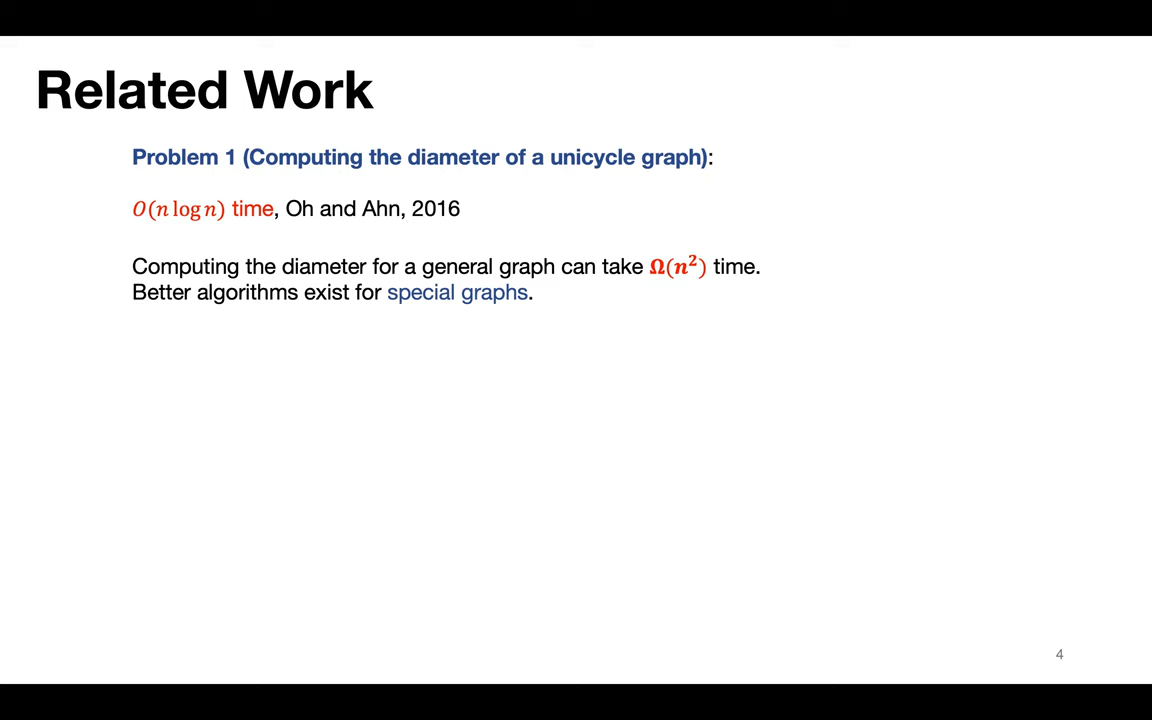 Related Work
Problem 1 (Computing the diameter of a unicycle graph):
O(n log n) time, Oh and Ahn, 2016
Computing the diameter for a general graph can take Ω(n²) time.
Better algorithms exist for special graphs.
4